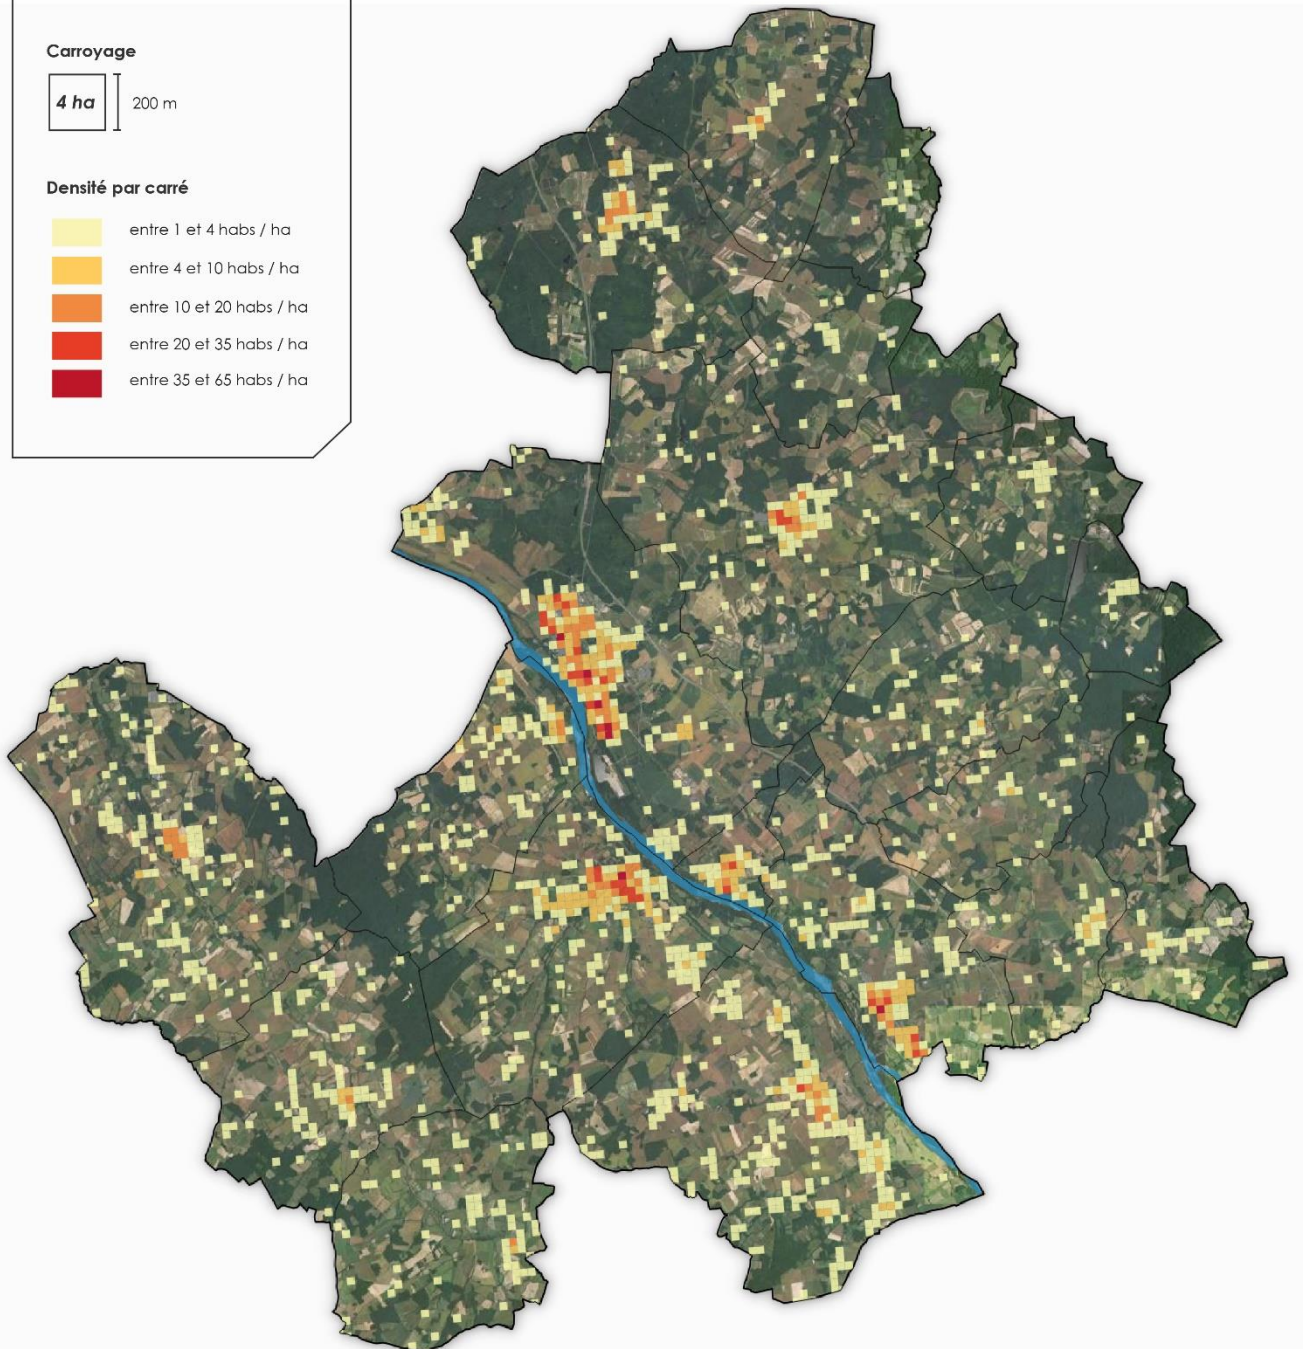 Carroyage
4 ha
200 m
Densité par carré
entre 1 et 4 habs / ha
entre 4 et 10 habs / ha
entre 10 et 20 habs / ha
entre 20 et 35 habs / ha
entre 35 et 65 habs / ha